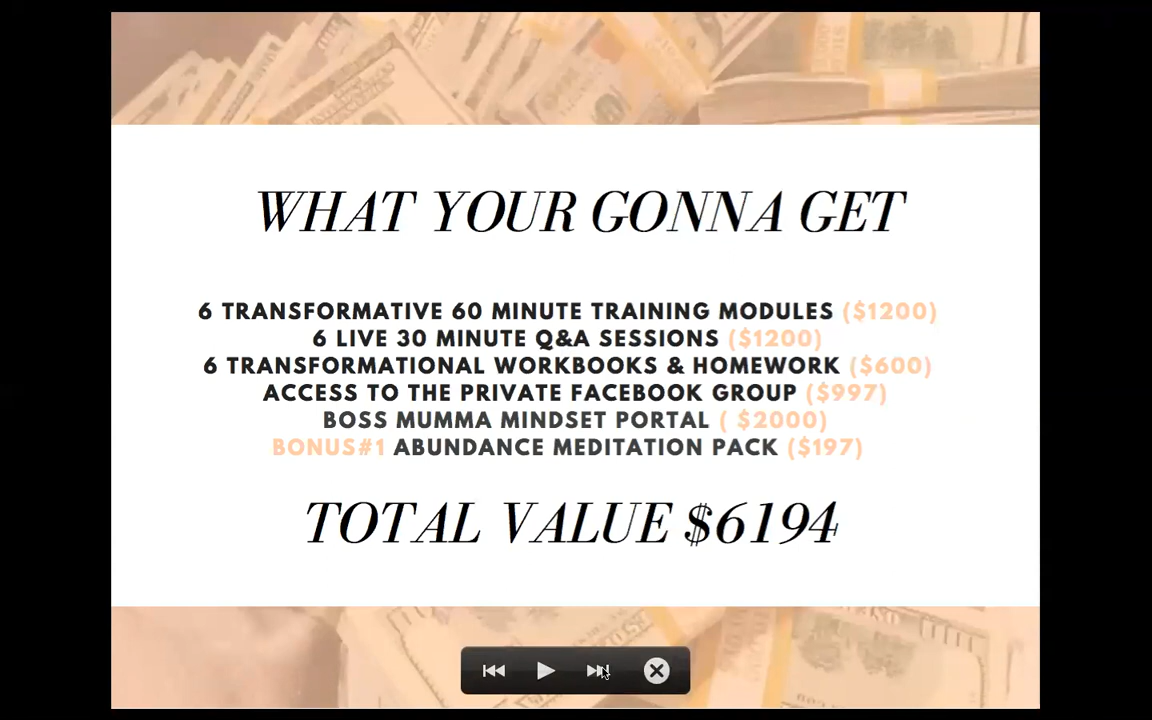 WHAT YOUR GONNA GET
6 TRANSFORMATIVE 60 MINUTE TRAINING MODULES ($1200)
6 LIVE 30 MINUTE Q&A SESSIONS ($1200)
6 TRANSFORMATIONAL WORKBOOKS & HOMEWORK ($600)
ACCESS TO THE PRIVATE FACEBOOK GROUP ($997)
BOSS MUMMA MINDSET PORTAL ( $2000)
BONUS#1 ABUNDANCE MEDITATION PACK ($197)
TOTAL VALUE $6194